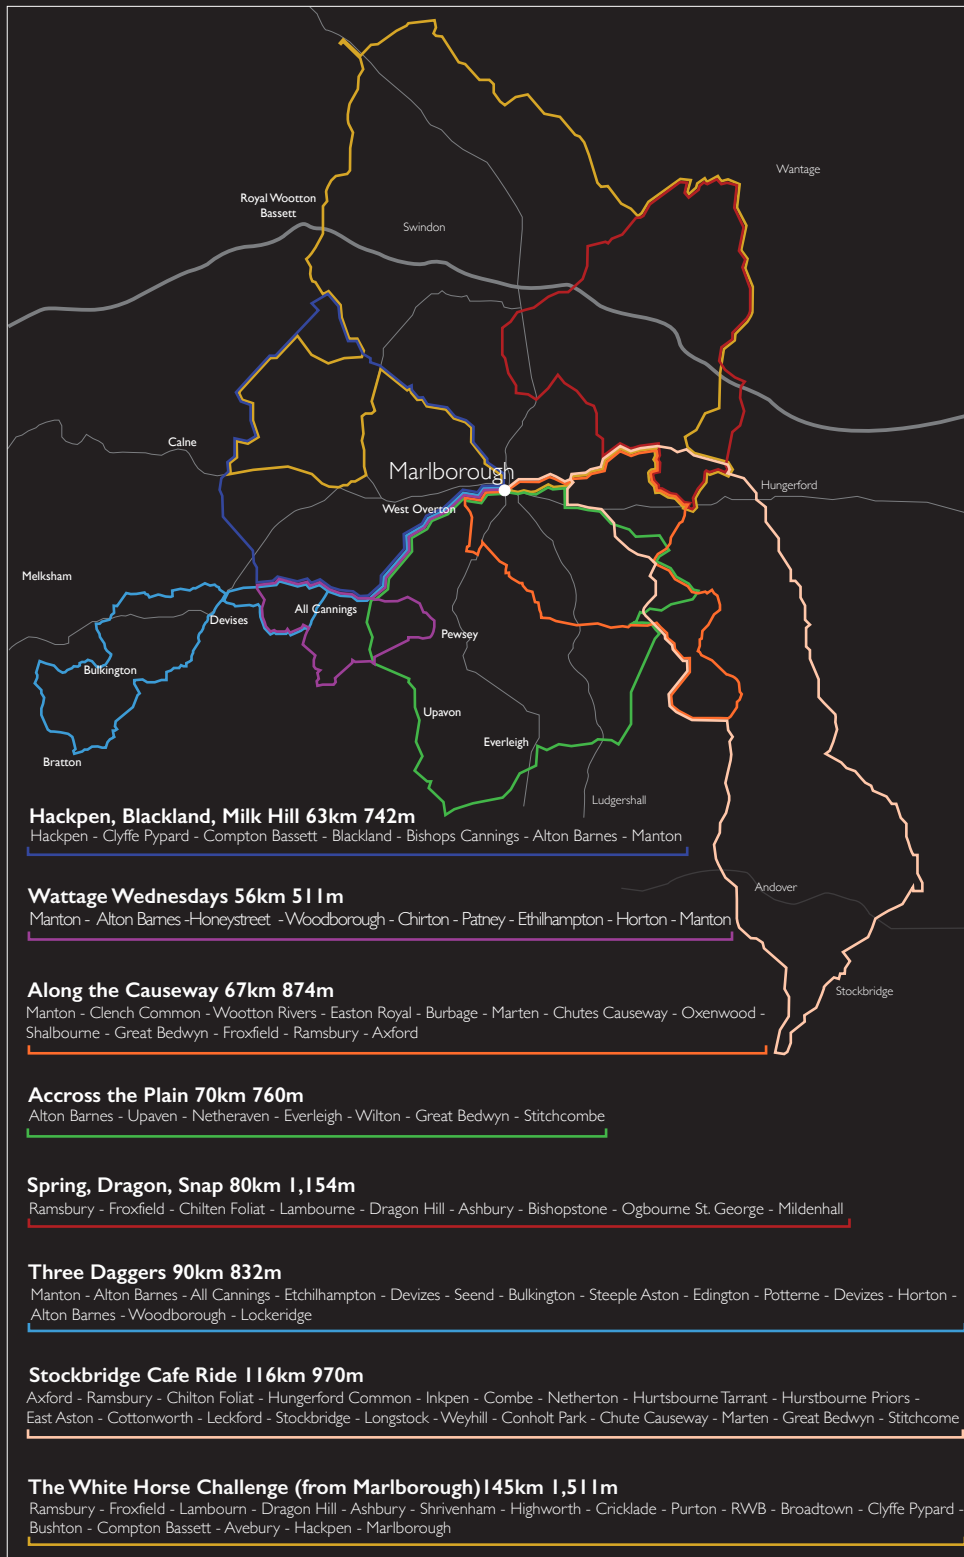 Wantage
Royal Wootton
Bassett
Swindon
Calne
Marlborough
Hungerford
West Overton
Melksham
All Cannings
Devises
Pewsey
Bulkington
Upavon
Everleigh
Bratton
Ludgershall
Hackpen, Blackland, Milk Hill 63km 742m
Hackpen - Clyffe Pypard - Compton Bassett - Blackland - Bishops Cannings - Alton Barnes - Manton
Andover
Wattage Wednesdays 56km 511m
Manton - Alton Barnes -Honeystreet -Woodborough - Chirton - Patney - Ethilhampton - Horton - Manton
Stockbridge
Along the Causeway 67km 874m
Manton - Clench Common - Wootton Rivers - Easton Royal - Burbage - Marten - Chutes Causeway - Oxenwood -
Shalbourne - Great Bedwyn - Froxfield - Ramsbury - Axford
Accross the Plain 70km 760m
Alton Barnes - Upaven - Netheraven - Everleigh - Wilton - Great Bedwyn - Stitchcombe
Spring, Dragon, Snap 80km 1,154m
Ramsbury - Froxfield - Chilten Foliat - Lambourne - Dragon Hill - Ashbury - Bishopstone - Ogbourne St. George - Mildenhall
Three Daggers 90km 832m
Manton - Alton Barnes - All Cannings - Etchilhampton - Devizes - Seend - Bulkington - Steeple Aston - Edington - Potterne - Devizes - Horton -
Alton Barnes - Woodborough - Lockeridge
Stockbridge Cafe Ride 116km 970m
Axford - Ramsbury - Chilton Foliat - Hungerford Common - Inkpen - Combe - Netherton - Hurtsbourne Tarrant - Hurstbourne Priors -
East Aston - Cottonworth - Leckford - Stockbridge - Longstock - Weyhill - Conholt Park - Chute Causeway - Marten - Great Bedwyn - Stitchcome
The White Horse Challenge (from Marlborough)145km 1,511m
Ramsbury - Froxfield - Lambourn - Dragon Hill - Ashbury - Shrivenham - Highworth - Cricklade - Purton - RWB - Broadtown - Clyffe Pypard -
Bushton - Compton Bassett - Avebury - Hackpen - Marlborough